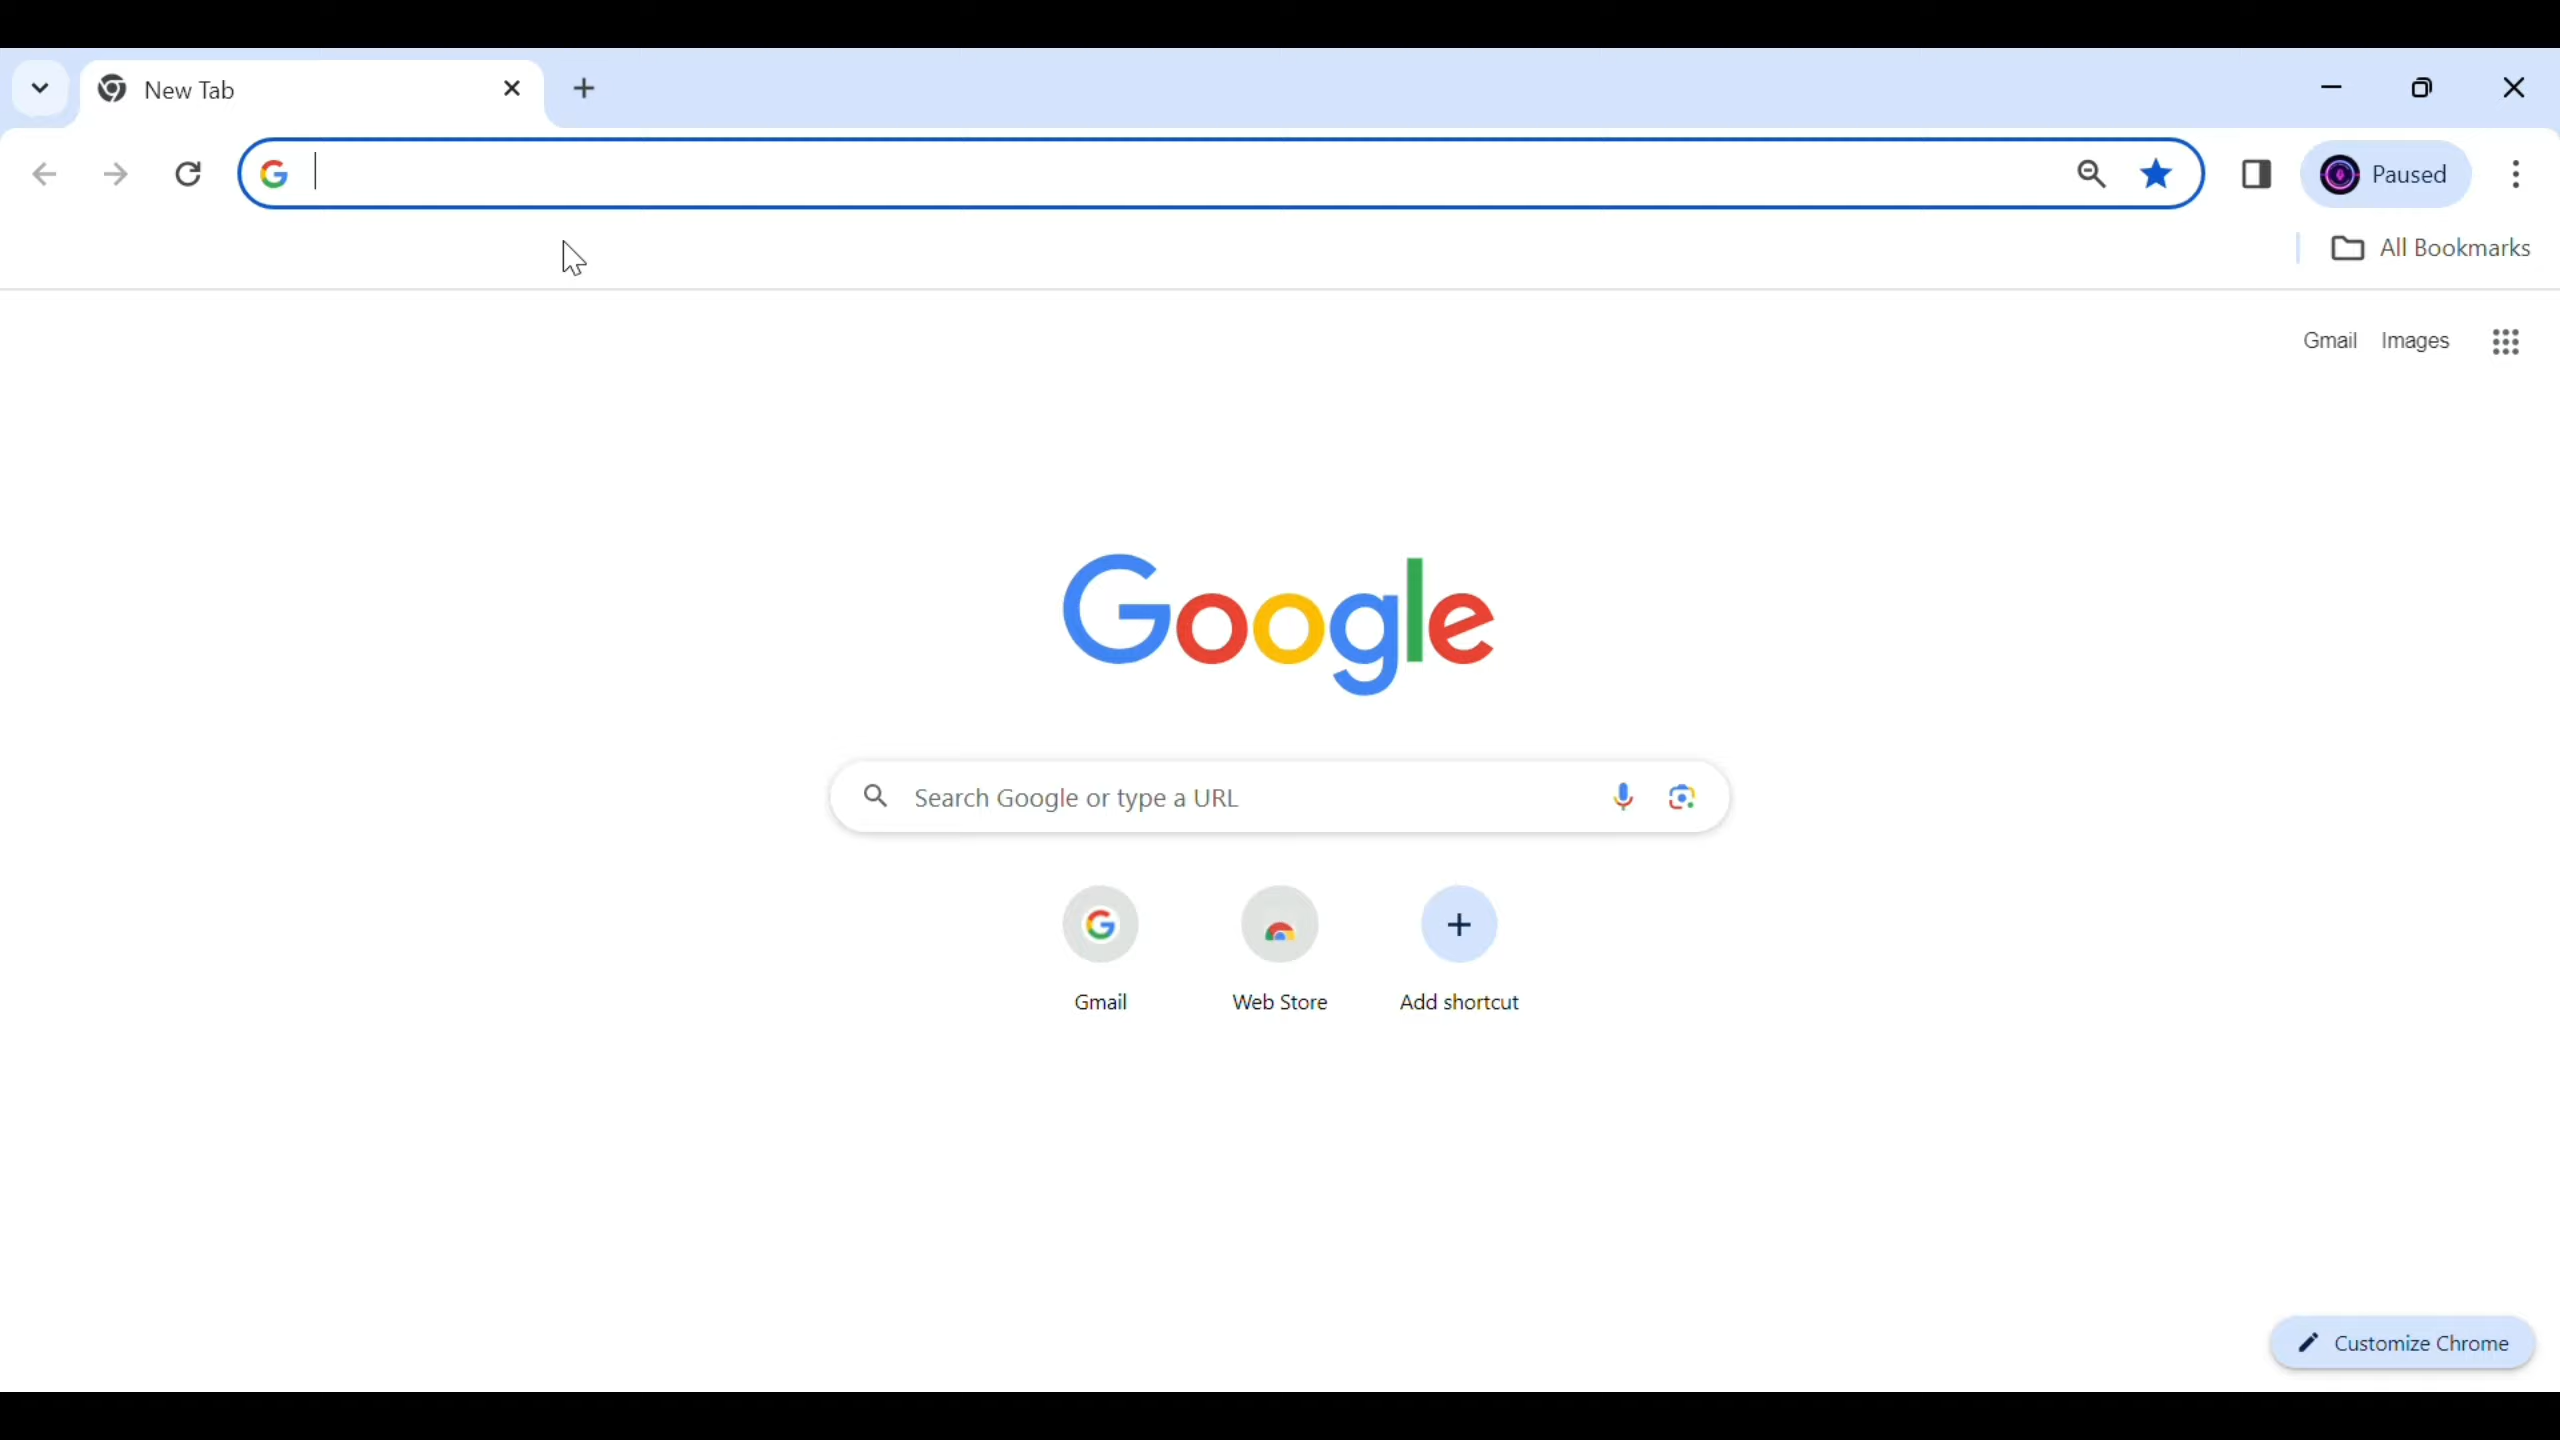 New Tab
Paused
All Bookmarks
Gmail Images
Google
Search Google or type a URL
Gmail Web Store Add shortcut
Customize Chrome